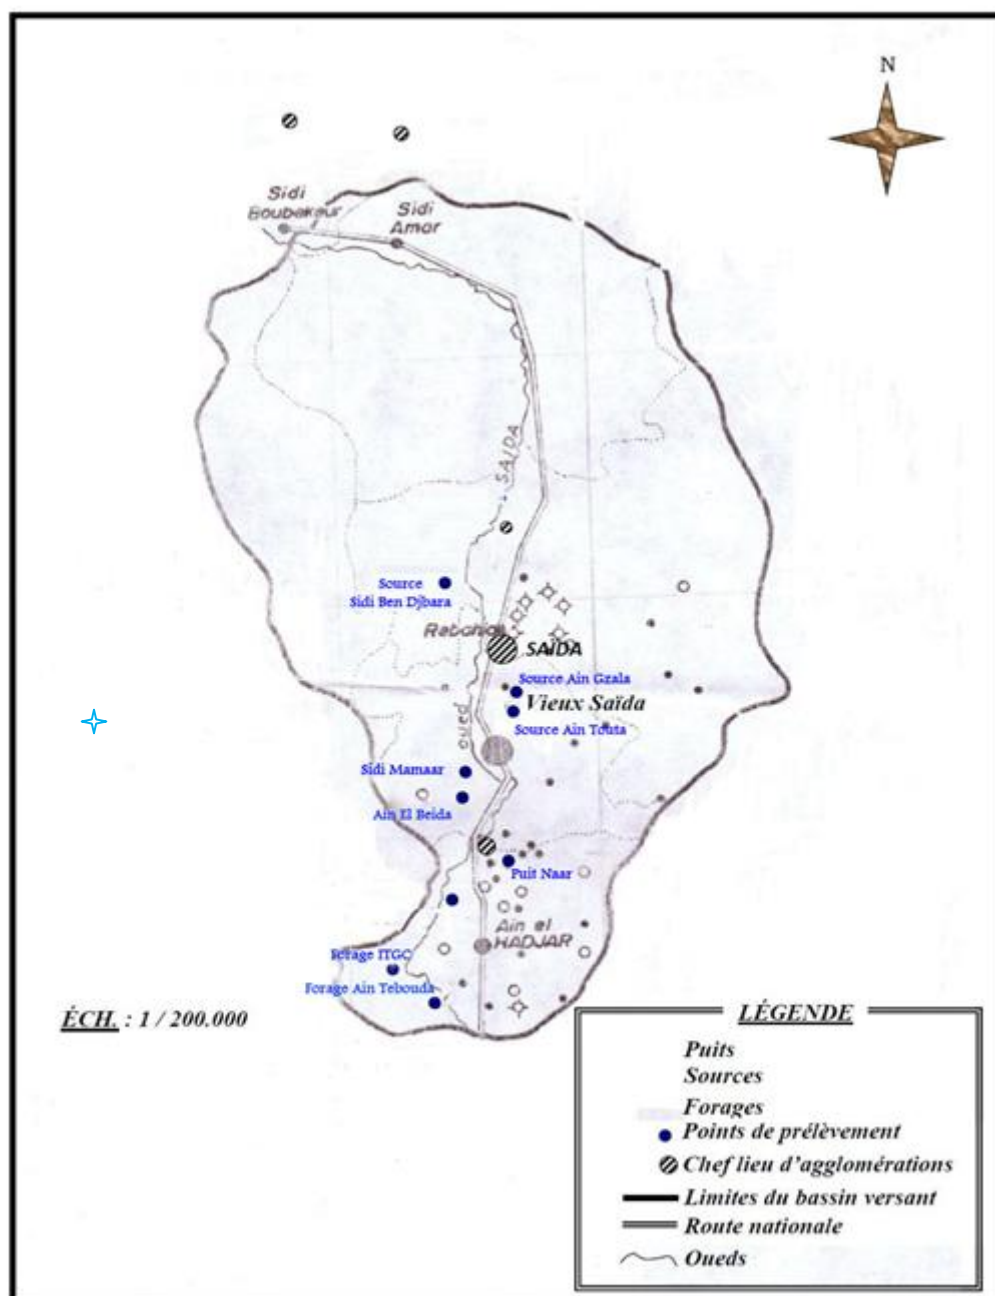 N
Sidi
Boubekeur
Sidi
Amor
SAIDA
Source
Sidi Ben Djbara
Rebahia
SAÏDA
Source Ain Gzala
Vieux Saïda
oued
Source Ain Touta
Sidi Mamaar
Ain El Beida
Puit Naar
Ain el
HADJAR
Forage ITGC
Forage Ain Tebouda
ÉCH. : 1 / 200.000
LÉGENDE
Puits
Sources
Forages
Points de prélèvement
Chef lieu d'agglomérations
Limites du bassin versant
Route nationale
Oueds